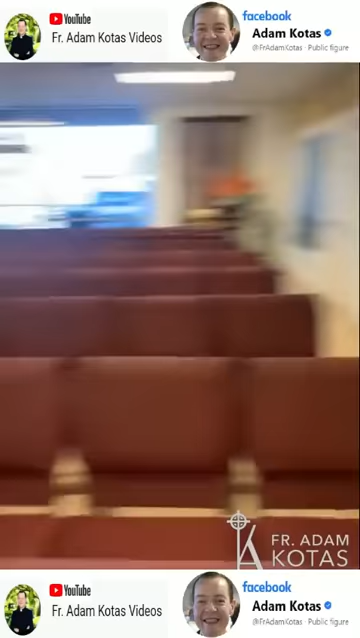 YouTube
Fr. Adam Kotas Videos
facebook
Adam Kotas
@FrAdamKotas · Public figure
FR. ADAM
KOTAS
YouTube
Fr. Adam Kotas Videos
facebook
Adam Kotas
@FrAdamKotas · Public figure